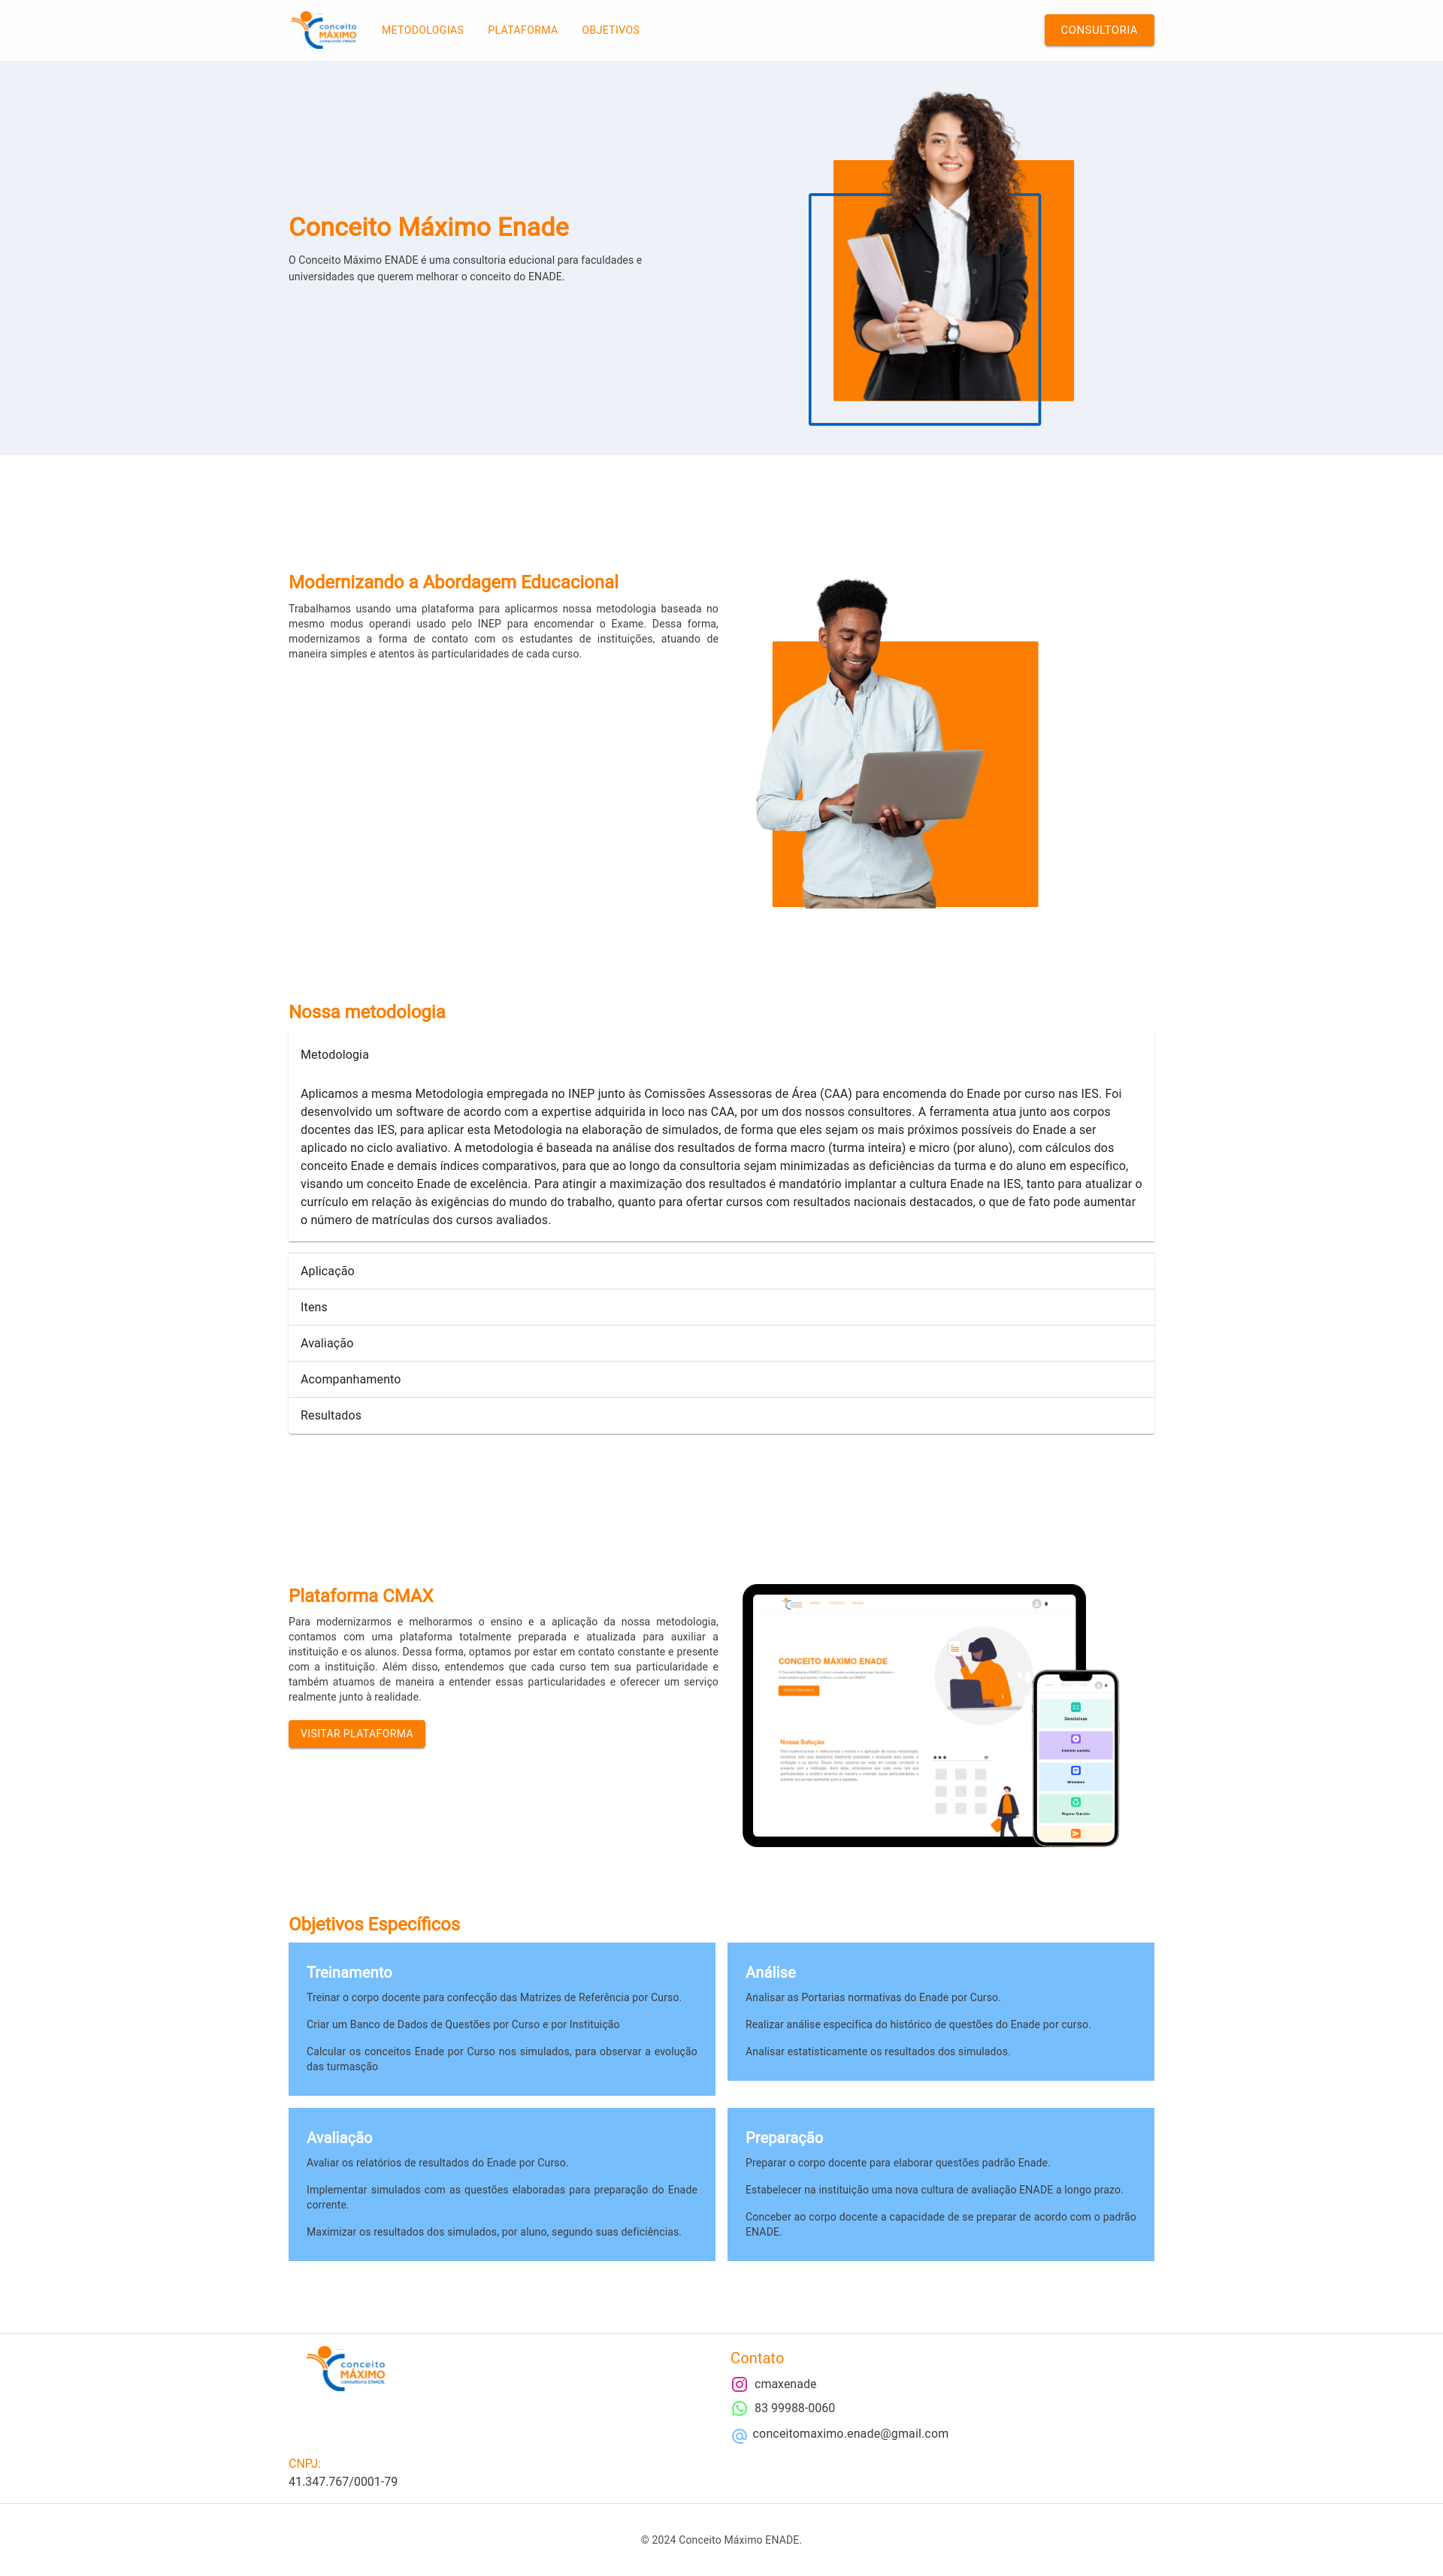 conceito
MÁXIMO
consultoria ENADE
METODOLOGIAS
PLATAFORMA
OBJETIVOS
CONSULTORIA
Conceito Máximo Enade
O Conceito Máximo ENADE é uma consultoria educional para faculdades e
universidades que querem melhorar o conceito do ENADE.
Modernizando a Abordagem Educacional
Trabalhamos usando uma plataforma para aplicarmos nossa metodologia baseada no
mesmo modus operandi usado pelo INEP para encomendar o Exame. Dessa forma,
modernizamos a forma de contato com os estudantes de instituições, atuando de
maneira simples e atentos às particularidades de cada curso.
Nossa metodologia
Metodologia
Aplicamos a mesma Metodologia empregada no INEP junto às Comissões Assessoras de Área (CAA) para encomenda do Enade por curso nas IES. Foi
desenvolvido um software de acordo com a expertise adquirida in loco nas CAA, por um dos nossos consultores. A ferramenta atua junto aos corpos
docentes das IES, para aplicar esta Metodologia na elaboração de simulados, de forma que eles sejam os mais próximos possíveis do Enade a ser
aplicado no ciclo avaliativo. A metodologia é baseada na análise dos resultados de forma macro (turma inteira) e micro (por aluno), com cálculos dos
conceito Enade e demais índices comparativos, para que ao longo da consultoria sejam minimizadas as deficiências da turma e do aluno em específico,
visando um conceito Enade de excelência. Para atingir a maximização dos resultados é mandatório implantar a cultura Enade na IES, tanto para atualizar o
currículo em relação às exigências do mundo do trabalho, quanto para ofertar cursos com resultados nacionais destacados, o que de fato pode aumentar
o número de matrículas dos cursos avaliados.
Aplicação
Itens
Avaliação
Acompanhamento
Resultados
Plataforma CMAX
Para modernizarmos e melhorarmos o ensino e a aplicação da nossa metodologia,
contamos com uma plataforma totalmente preparada e atualizada para auxiliar a
instituição e os alunos. Dessa forma, optamos por estar em contato constante e presente
com a instituição. Além disso, entendemos que cada curso tem sua particularidade e
também atuamos de maneira a entender essas particularidades e oferecer um serviço
realmente junto à realidade.
VISITAR PLATAFORMA
CONCEITO MÁXIMO ENADE
Nossa Solução
Objetivos Específicos
Treinamento
Treinar o corpo docente para confecção das Matrizes de Referência por Curso.
Criar um Banco de Dados de Questões por Curso e por Instituição
Calcular os conceitos Enade por Curso nos simulados, para observar a evolução
das turmasção
Análise
Analisar as Portarias normativas do Enade por Curso.
Realizar análise específica do histórico de questões do Enade por curso.
Analisar estatisticamente os resultados dos simulados.
Avaliação
Avaliar os relatórios de resultados do Enade por Curso.
Implementar simulados com as questões elaboradas para preparação do Enade
corrente.
Maximizar os resultados dos simulados, por aluno, segundo suas deficiências.
Preparação
Preparar o corpo docente para elaborar questões padrão Enade.
Estabelecer na instituição uma nova cultura de avaliação ENADE a longo prazo.
Conceber ao corpo docente a capacidade de se preparar de acordo com o padrão
ENADE.
conceito
MÁXIMO
consultoria ENADE
CNPJ:
41.347.767/0001-79
Contato
cmaxenade
83 99988-0060
conceitomaximo.enade@gmail.com
© 2024 Conceito Máximo ENADE.